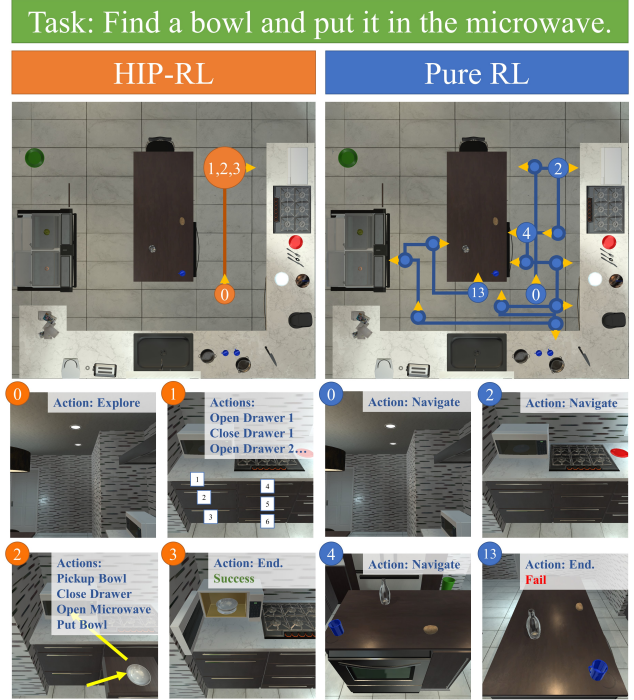 Task: Find a bowl and put it in the microwave.
HIP-RL
Pure RL
1,2,3
0
2
4
13
0
0
Action: Explore
1
Actions:
Open Drawer 1
Close Drawer 1
Open Drawer 2...
1
2
3
4
5
6
0
Action: Navigate
2
Action: Navigate
2
Actions:
Pickup Bowl
Close Drawer
Open Microwave
Put Bowl
3
Action: End.
Success
4
Action: Navigate
13
Action: End.
Fail